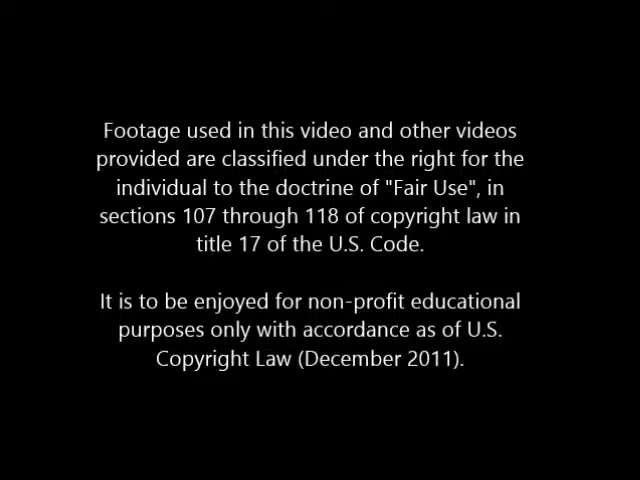 Footage used in this video and other videos
provided are classified under the right for the
individual to the doctrine of "Fair Use", in
sections 107 through 118 of copyright law in
title 17 of the U.S. Code.
It is to be enjoyed for non-profit educational
purposes only with accordance as of U.S.
Copyright Law (December 2011).